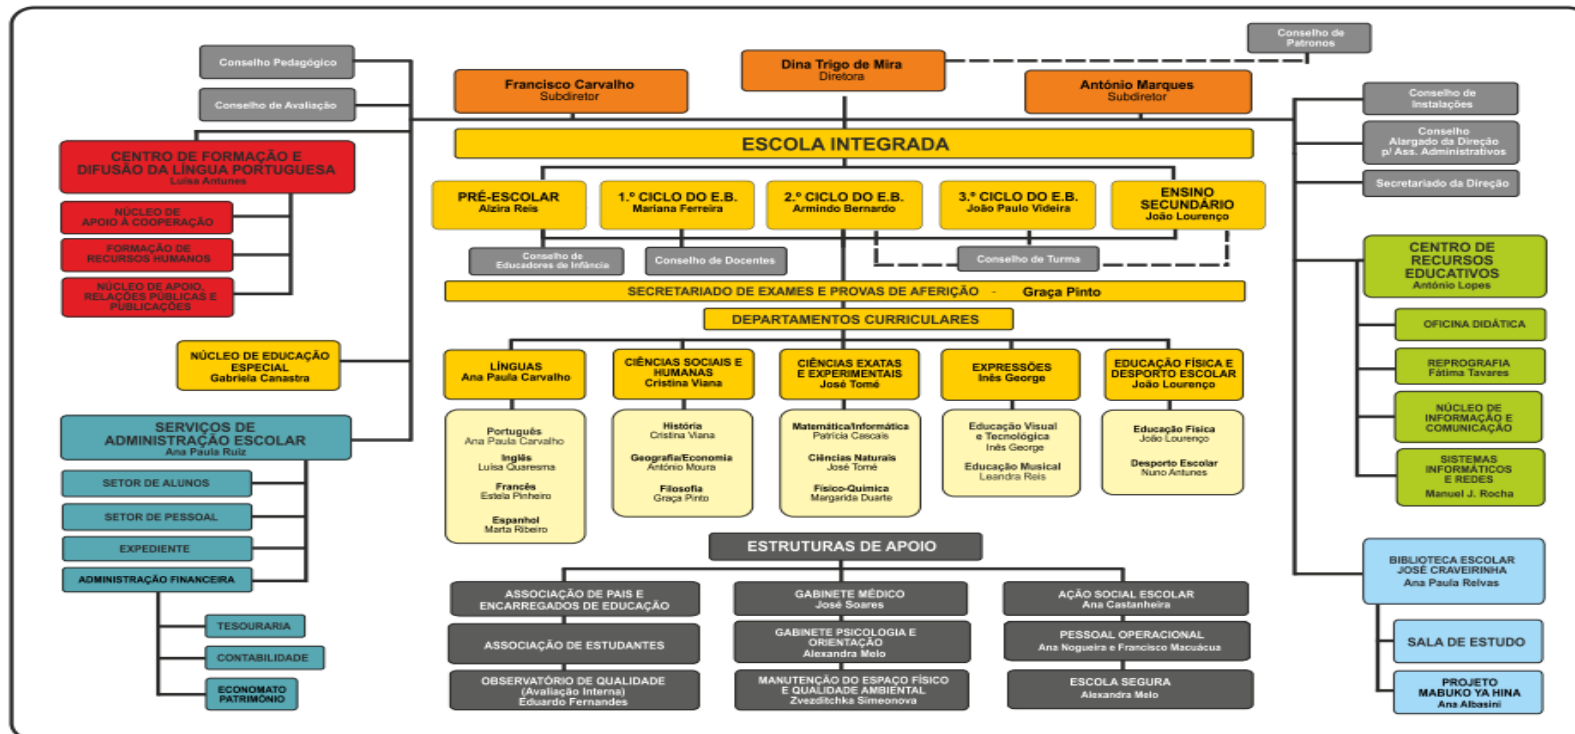 Conselho de
Patronos
Conselho Pedagógico
Conselho de Avaliação
Francisco Carvalho
Subdiretor
Dina Trigo de Mira
Diretora
António Marques
Subdiretor
Conselho de
Instalações
Conselho
Alargado da Direção
p/ Ass. Administrativos
Secretariado da Direção
CENTRO DE FORMAÇÃO E
DIFUSÃO DA LÍNGUA PORTUGUESA
Luísa Antunes
NÚCLEO DE
APOIO À COOPERAÇÃO
FORMAÇÃO DE
RECURSOS HUMANOS
NÚCLEO DE APOIO,
RELAÇÕES PÚBLICAS E
PUBLICAÇÕES
NÚCLEO DE EDUCAÇÃO
ESPECIAL
Gabriela Canastra
SERVIÇOS DE
ADMINISTRAÇÃO ESCOLAR
Ana Paula Ruiz
SETOR DE ALUNOS
SETOR DE PESSOAL
EXPEDIENTE
ADMINISTRAÇÃO FINANCEIRA
TESOURARIA
CONTABILIDADE
ECONOMATO
PATRIMÓNIO
ESCOLA INTEGRADA
PRÉ-ESCOLAR
Alzira Reis
1.º CICLO DO E.B.
Mariana Ferreira
2.º CICLO DO E.B.
Armindo Bernardo
3.º CICLO DO E.B.
João Paulo Videira
ENSINO
SECUNDÁRIO
João Lourenço
Conselho de
Educadores de Infância
Conselho de Docentes
Conselho de Turma
SECRETARIADO DE EXAMES E PROVAS DE AFERIÇÃO - Graça Pinto
DEPARTAMENTOS CURRICULARES
LÍNGUAS
Ana Paula Carvalho
CIÊNCIAS SOCIAIS E
HUMANAS
Cristina Viana
CIÊNCIAS EXATAS
E EXPERIMENTAIS
José Tomé
EXPRESSÕES
Inês George
EDUCAÇÃO FÍSICA E
DESPORTO ESCOLAR
João Lourenço
Português
Ana Paula Carvalho
Inglês
Luísa Quaresma
Francês
Estela Pinheiro
Espanhol
Marta Ribeiro
História
Cristina Viana
Geografia/Economia
António Moura
Filosofia
Graça Pinto
Matemática/Informática
Patrícia Cascais
Ciências Naturais
José Tomé
Físico-Química
Margarida Duarte
Educação Visual
e Tecnológica
Inês George
Educação Musical
Leandra Reis
Educação Física
João Lourenço
Desporto Escolar
Nuno Antunes
ESTRUTURAS DE APOIO
ASSOCIAÇÃO DE PAIS E
ENCARREGADOS DE EDUCAÇÃO
ASSOCIAÇÃO DE ESTUDANTES
OBSERVATÓRIO DE QUALIDADE
(Avaliação Interna)
Eduardo Fernandes
GABINETE MÉDICO
José Soares
GABINETE PSICOLOGIA E
ORIENTAÇÃO
Alexandra Melo
MANUTENÇÃO DO ESPAÇO FÍSICO
E QUALIDADE AMBIENTAL
Zvezditchka Simeonova
AÇÃO SOCIAL ESCOLAR
Ana Castanheira
PESSOAL OPERACIONAL
Ana Nogueira e Francisco Macuácua
ESCOLA SEGURA
Alexandra Melo
CENTRO DE
RECURSOS
EDUCATIVOS
António Lopes
OFICINA DIDÁTICA
REPROGRAFIA
Fátima Tavares
NÚCLEO DE
INFORMAÇÃO E
COMUNICAÇÃO
SISTEMAS
INFORMÁTICOS
E REDES
Manuel J. Rocha
BIBLIOTECA ESCOLAR
JOSÉ CRAVEIRINHA
Ana Paula Relvas
SALA DE ESTUDO
PROJETO
MABUKO YA HINA
Ana Albasini